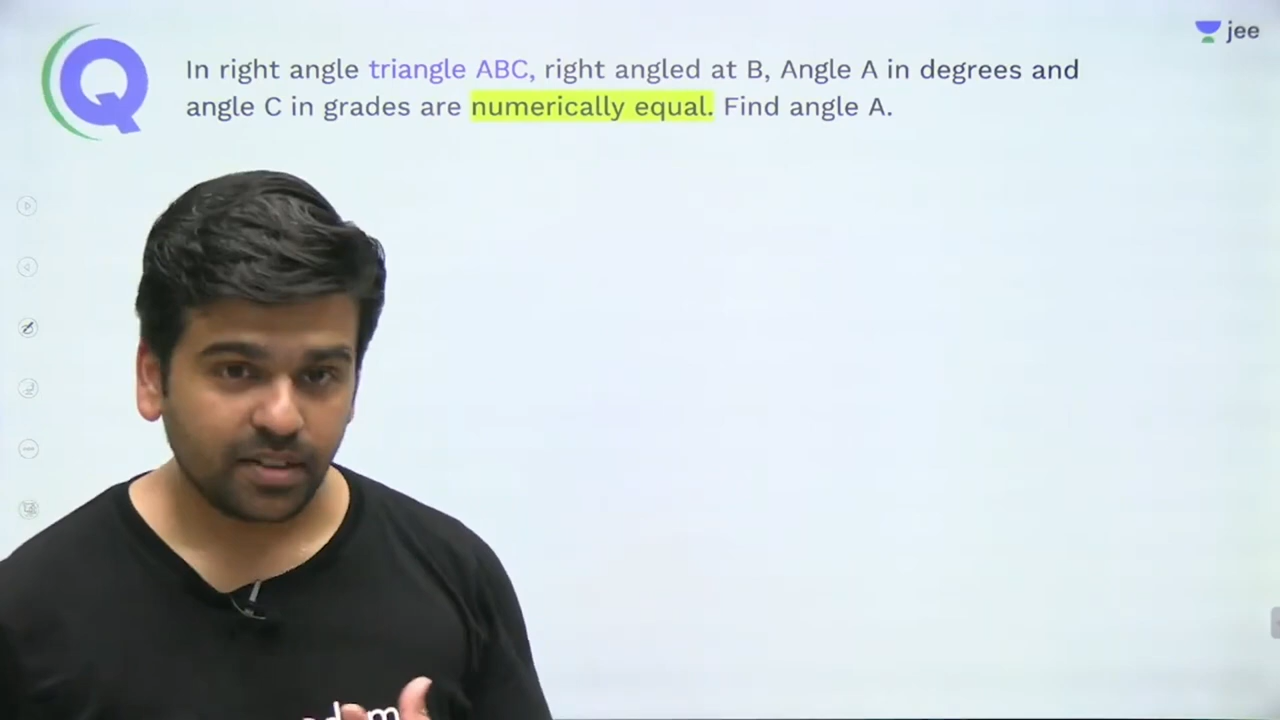 Q
jee
In right angle triangle ABC, right angled at B, Angle A in degrees and
angle C in grades are numerically equal. Find angle A.